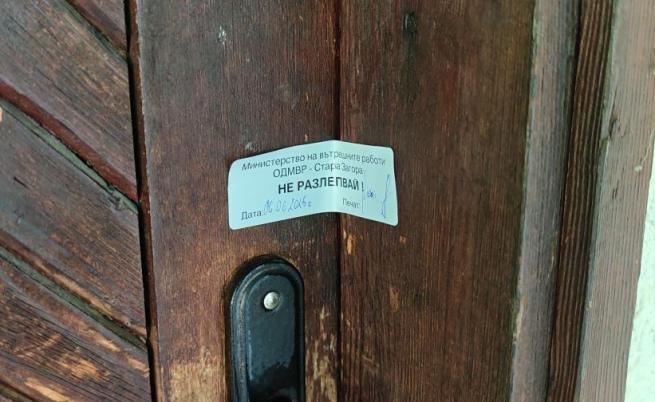 Министерство на вътрешните работи
ОДМВР - Стара Загора
НЕ РАЗЛЕПВАЙ!
Дата: Печат: